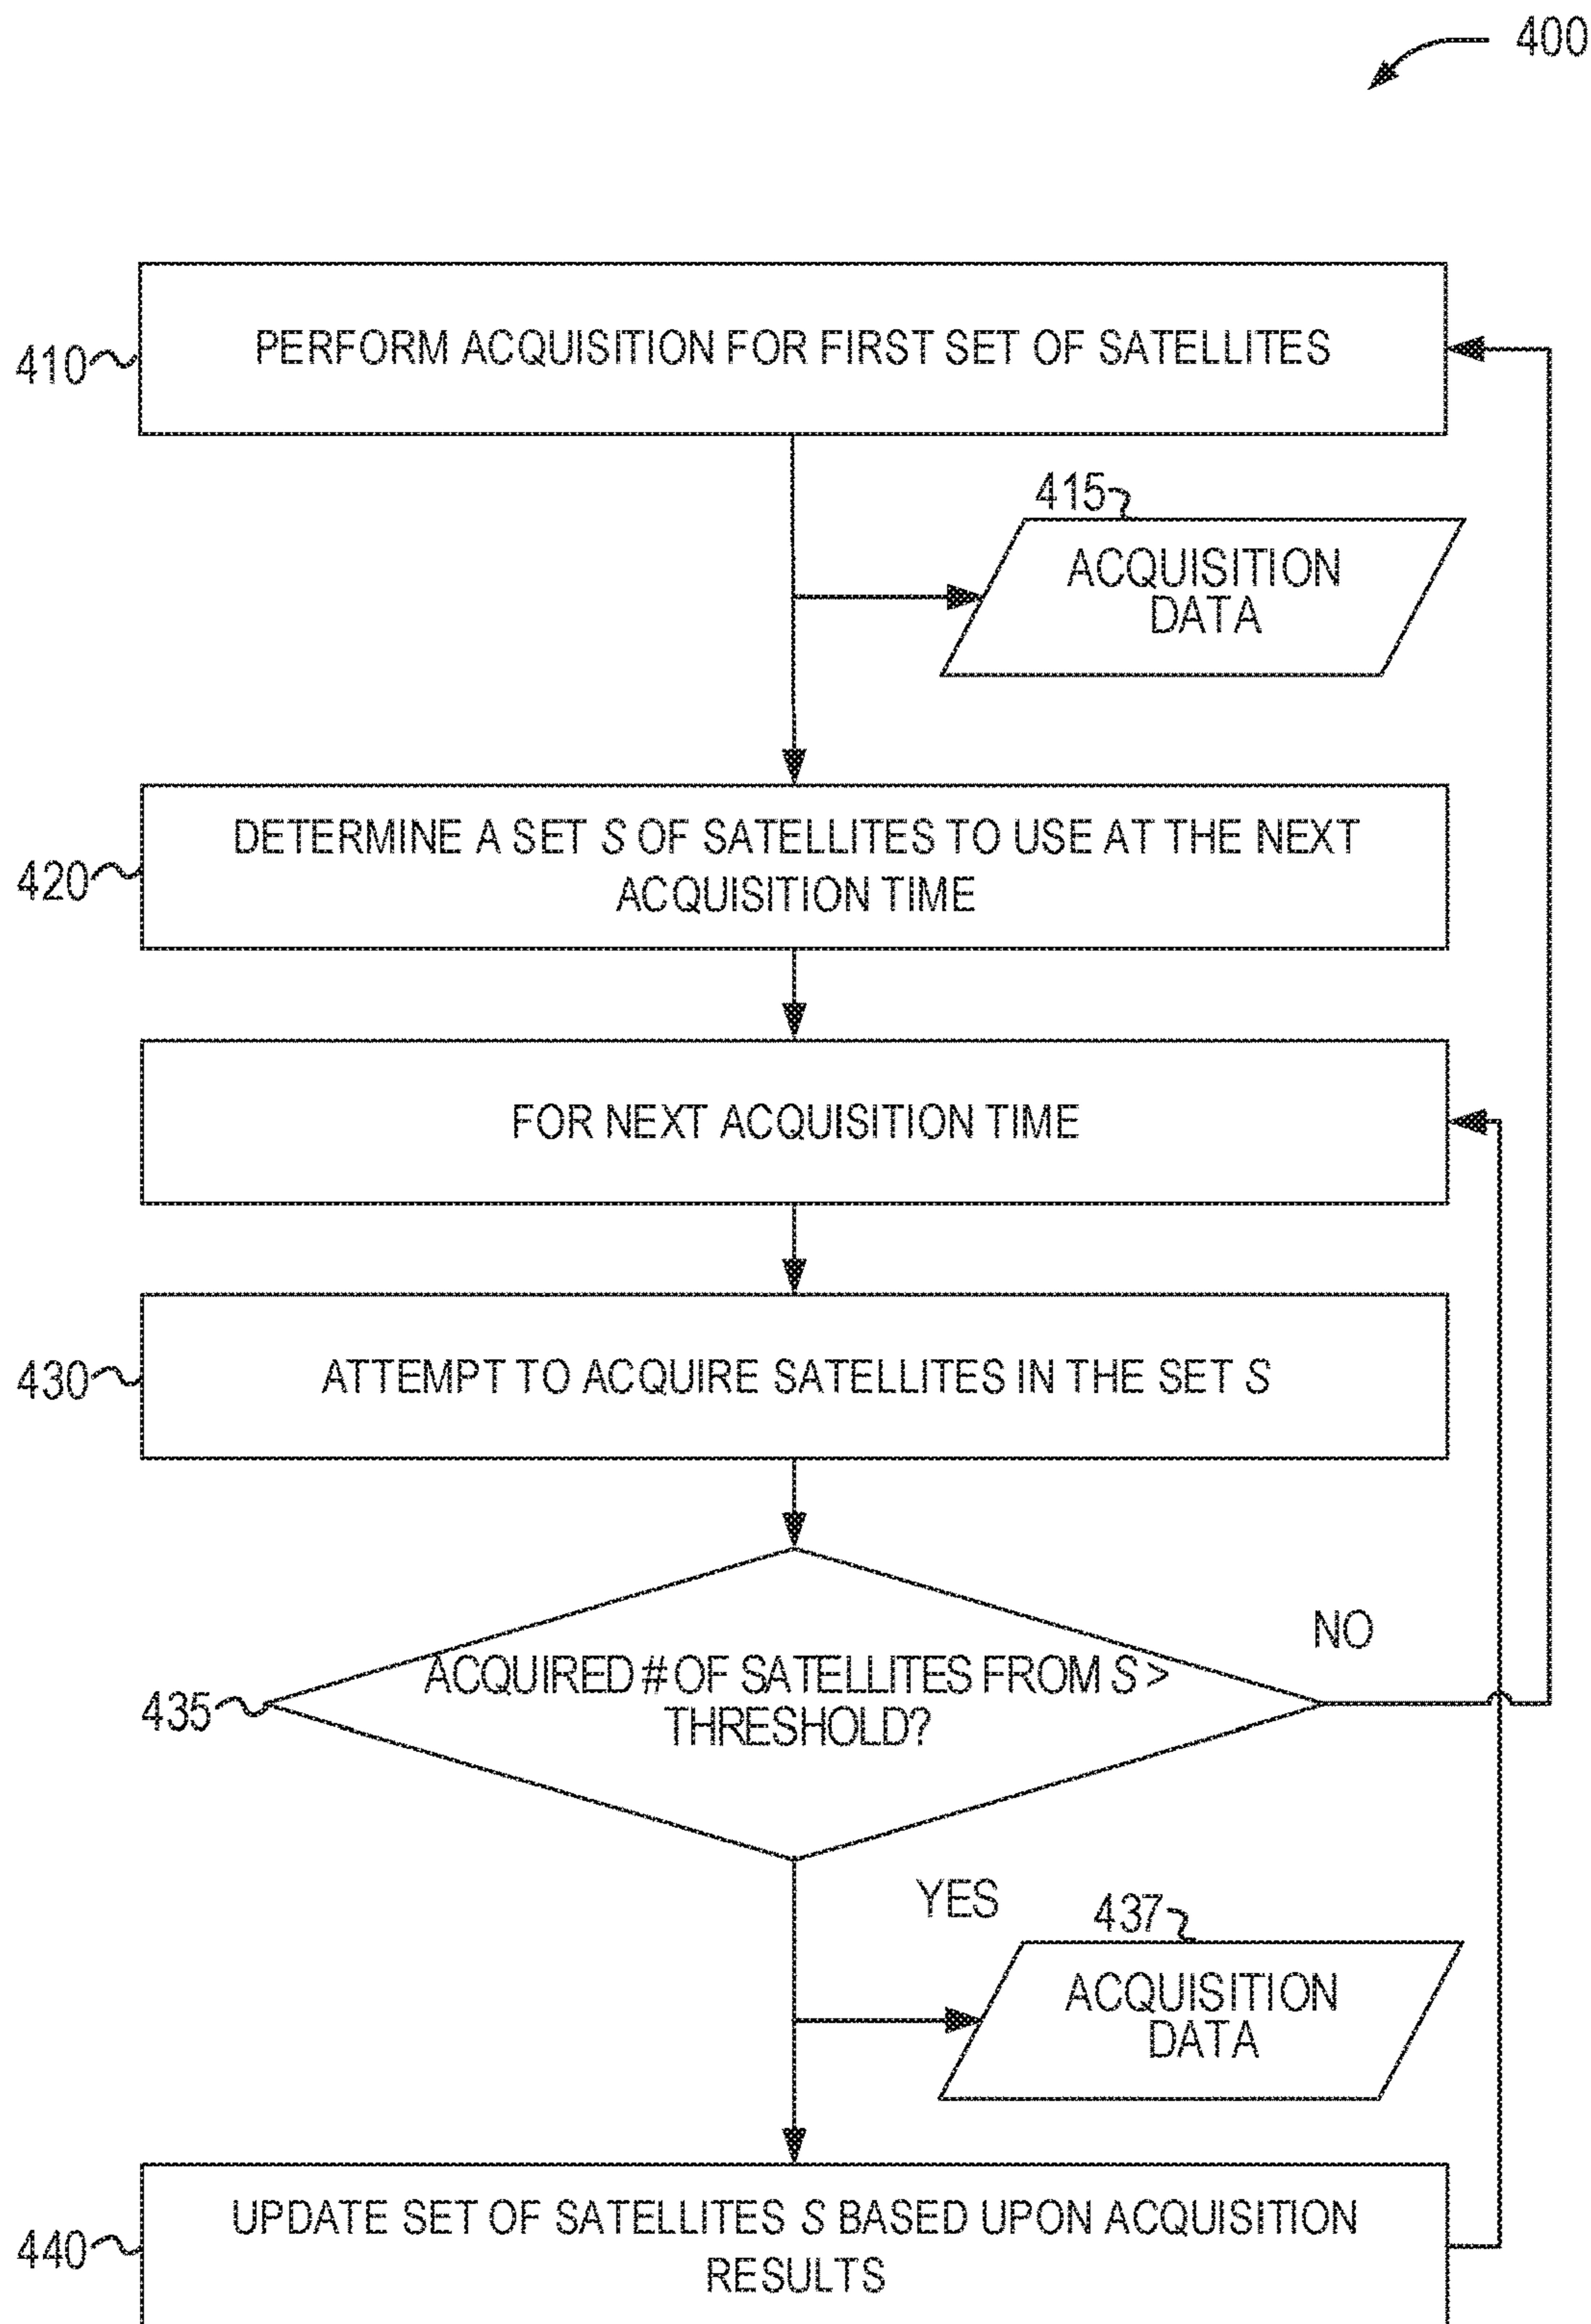 400
410
PERFORM ACQUISITION FOR FIRST SET OF SATELLITES
415
ACQUISITION
DATA
420
DETERMINE A SET S OF SATELLITES TO USE AT THE NEXT
ACQUISITION TIME
FOR NEXT ACQUISITION TIME
430
ATTEMPT TO ACQUIRE SATELLITES IN THE SET S
NO
435
ACQUIRED # OF SATELLITES FROM S >
THRESHOLD?
YES
437
ACQUISITION
DATA
440
UPDATE SET OF SATELLITES S BASED UPON ACQUISITION
RESULTS